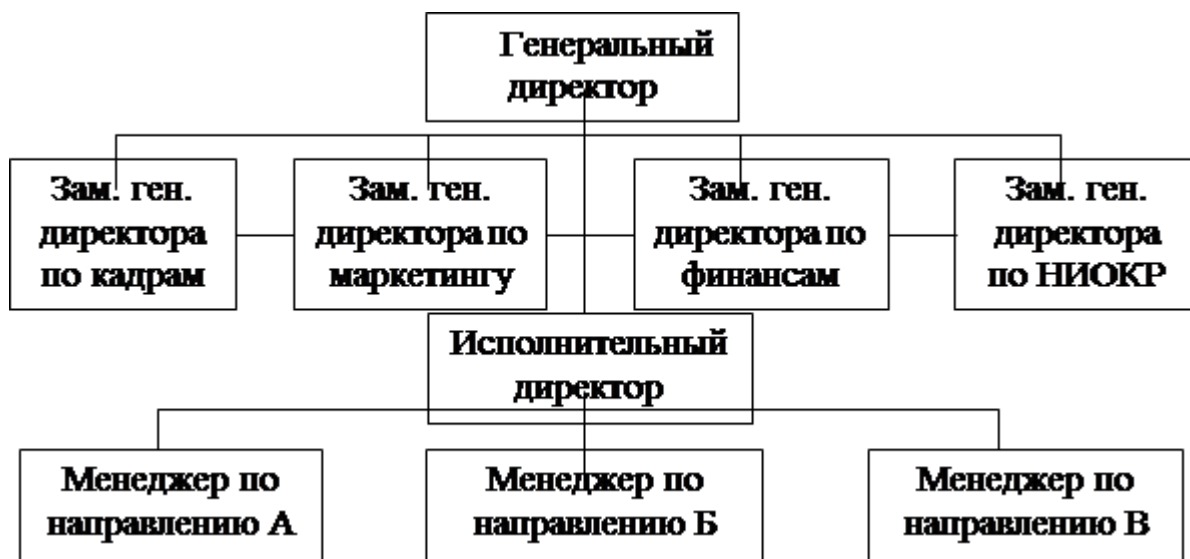 Генеральный
директор
Зам. ген.
директора
по кадрам
Зам. ген.
директора по
маркетингу
Зам. ген.
директора по
финансам
Зам. ген.
директора
по НИОКР
Исполнительный
директор
Менеджер по
направлению А
Менеджер по
направлению Б
Менеджер по
направлению В